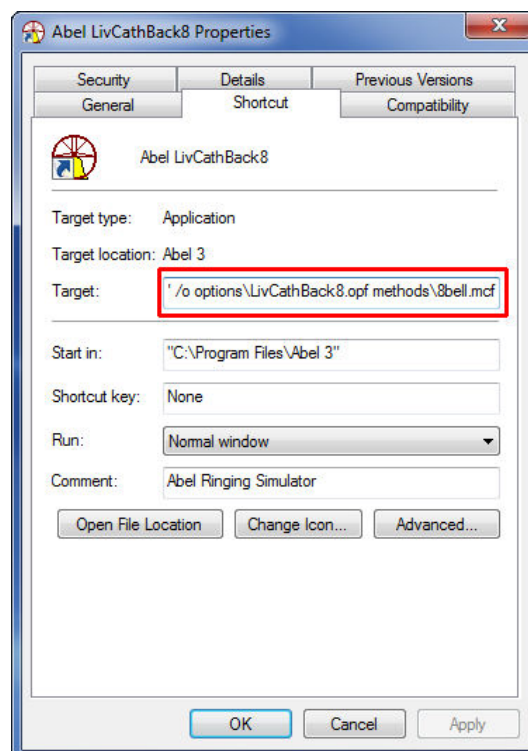 Abel LivCathBack8 Properties
Security Details Previous Versions
General Shortcut Compatibility
Abel LivCathBack8
Target type: Application
Target location: Abel 3
Target: ' /o options\LivCathBack8.opf methods\8bell.mcf
Start in: "C:\Program Files\Abel 3"
Shortcut key: None
Run: Normal window
Comment: Abel Ringing Simulator
Open File Location Change Icon... Advanced...
OK Cancel Apply